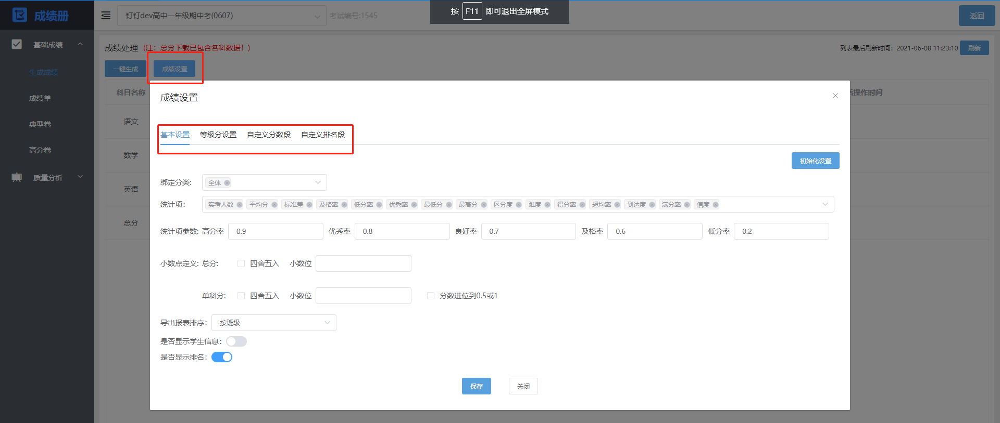 按 F11 即可退出全屏模式
成绩册
钉钉dev高中一年级期中考(0607)
考试编号:1545
返回
基础成绩
生成成绩
成绩单
典型卷
高分卷
质量分析
成绩处理 (注：总分下载已包含各科数据！)
列表最后刷新时间：2021-06-08 11:23:10
刷新
一键生成
成绩设置
科目名称
后操作时间
语文
数学
英语
总分
成绩设置
基本设置 等级分设置 自定义分数段 自定义排名段
初始化设置
绑定分类: 全体
统计项: 实考人数 平均分 标准差 及格率 低分率 优秀率 最低分 最高分 区分度 难度 得分率 超均率 到达度 满分率 信度
统计项参数: 高分率 0.9 优秀率 0.8 良好率 0.7 及格率 0.6 低分率 0.2
小数点定义: 总分: 四舍五入 小数位
单科分: 四舍五入 小数位 分数进位到0.5或1
导出报表排序: 按班级
是否显示学生信息:
是否显示排名:
保存 关闭